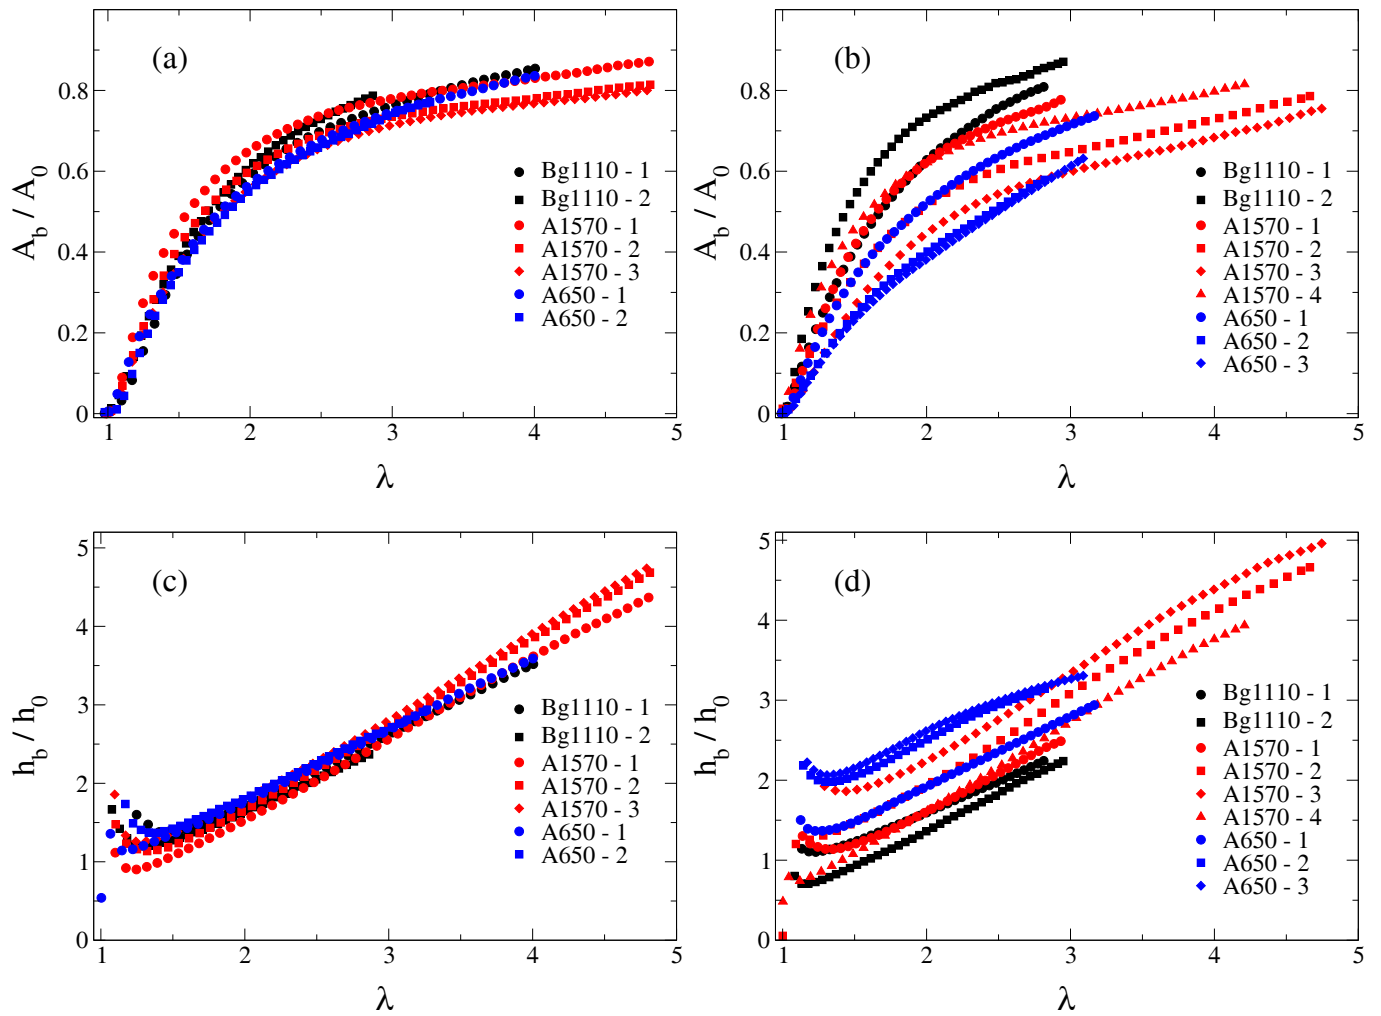 (a)
A_b / A_0
0.8
0.6
0.4
0.2
0
1 2 3 4 5
λ
Bg1110 - 1
Bg1110 - 2
A1570 - 1
A1570 - 2
A1570 - 3
A650 - 1
A650 - 2
(b)
A_b / A_0
0.8
0.6
0.4
0.2
0
1 2 3 4 5
λ
Bg1110 - 1
Bg1110 - 2
A1570 - 1
A1570 - 2
A1570 - 3
A1570 - 4
A650 - 1
A650 - 2
A650 - 3
(c)
h_b / h_0
5
4
3
2
1
0
1 2 3 4 5
λ
Bg1110 - 1
Bg1110 - 2
A1570 - 1
A1570 - 2
A1570 - 3
A650 - 1
A650 - 2
(d)
h_b / h_0
5
4
3
2
1
0
1 2 3 4 5
λ
Bg1110 - 1
Bg1110 - 2
A1570 - 1
A1570 - 2
A1570 - 3
A1570 - 4
A650 - 1
A650 - 2
A650 - 3